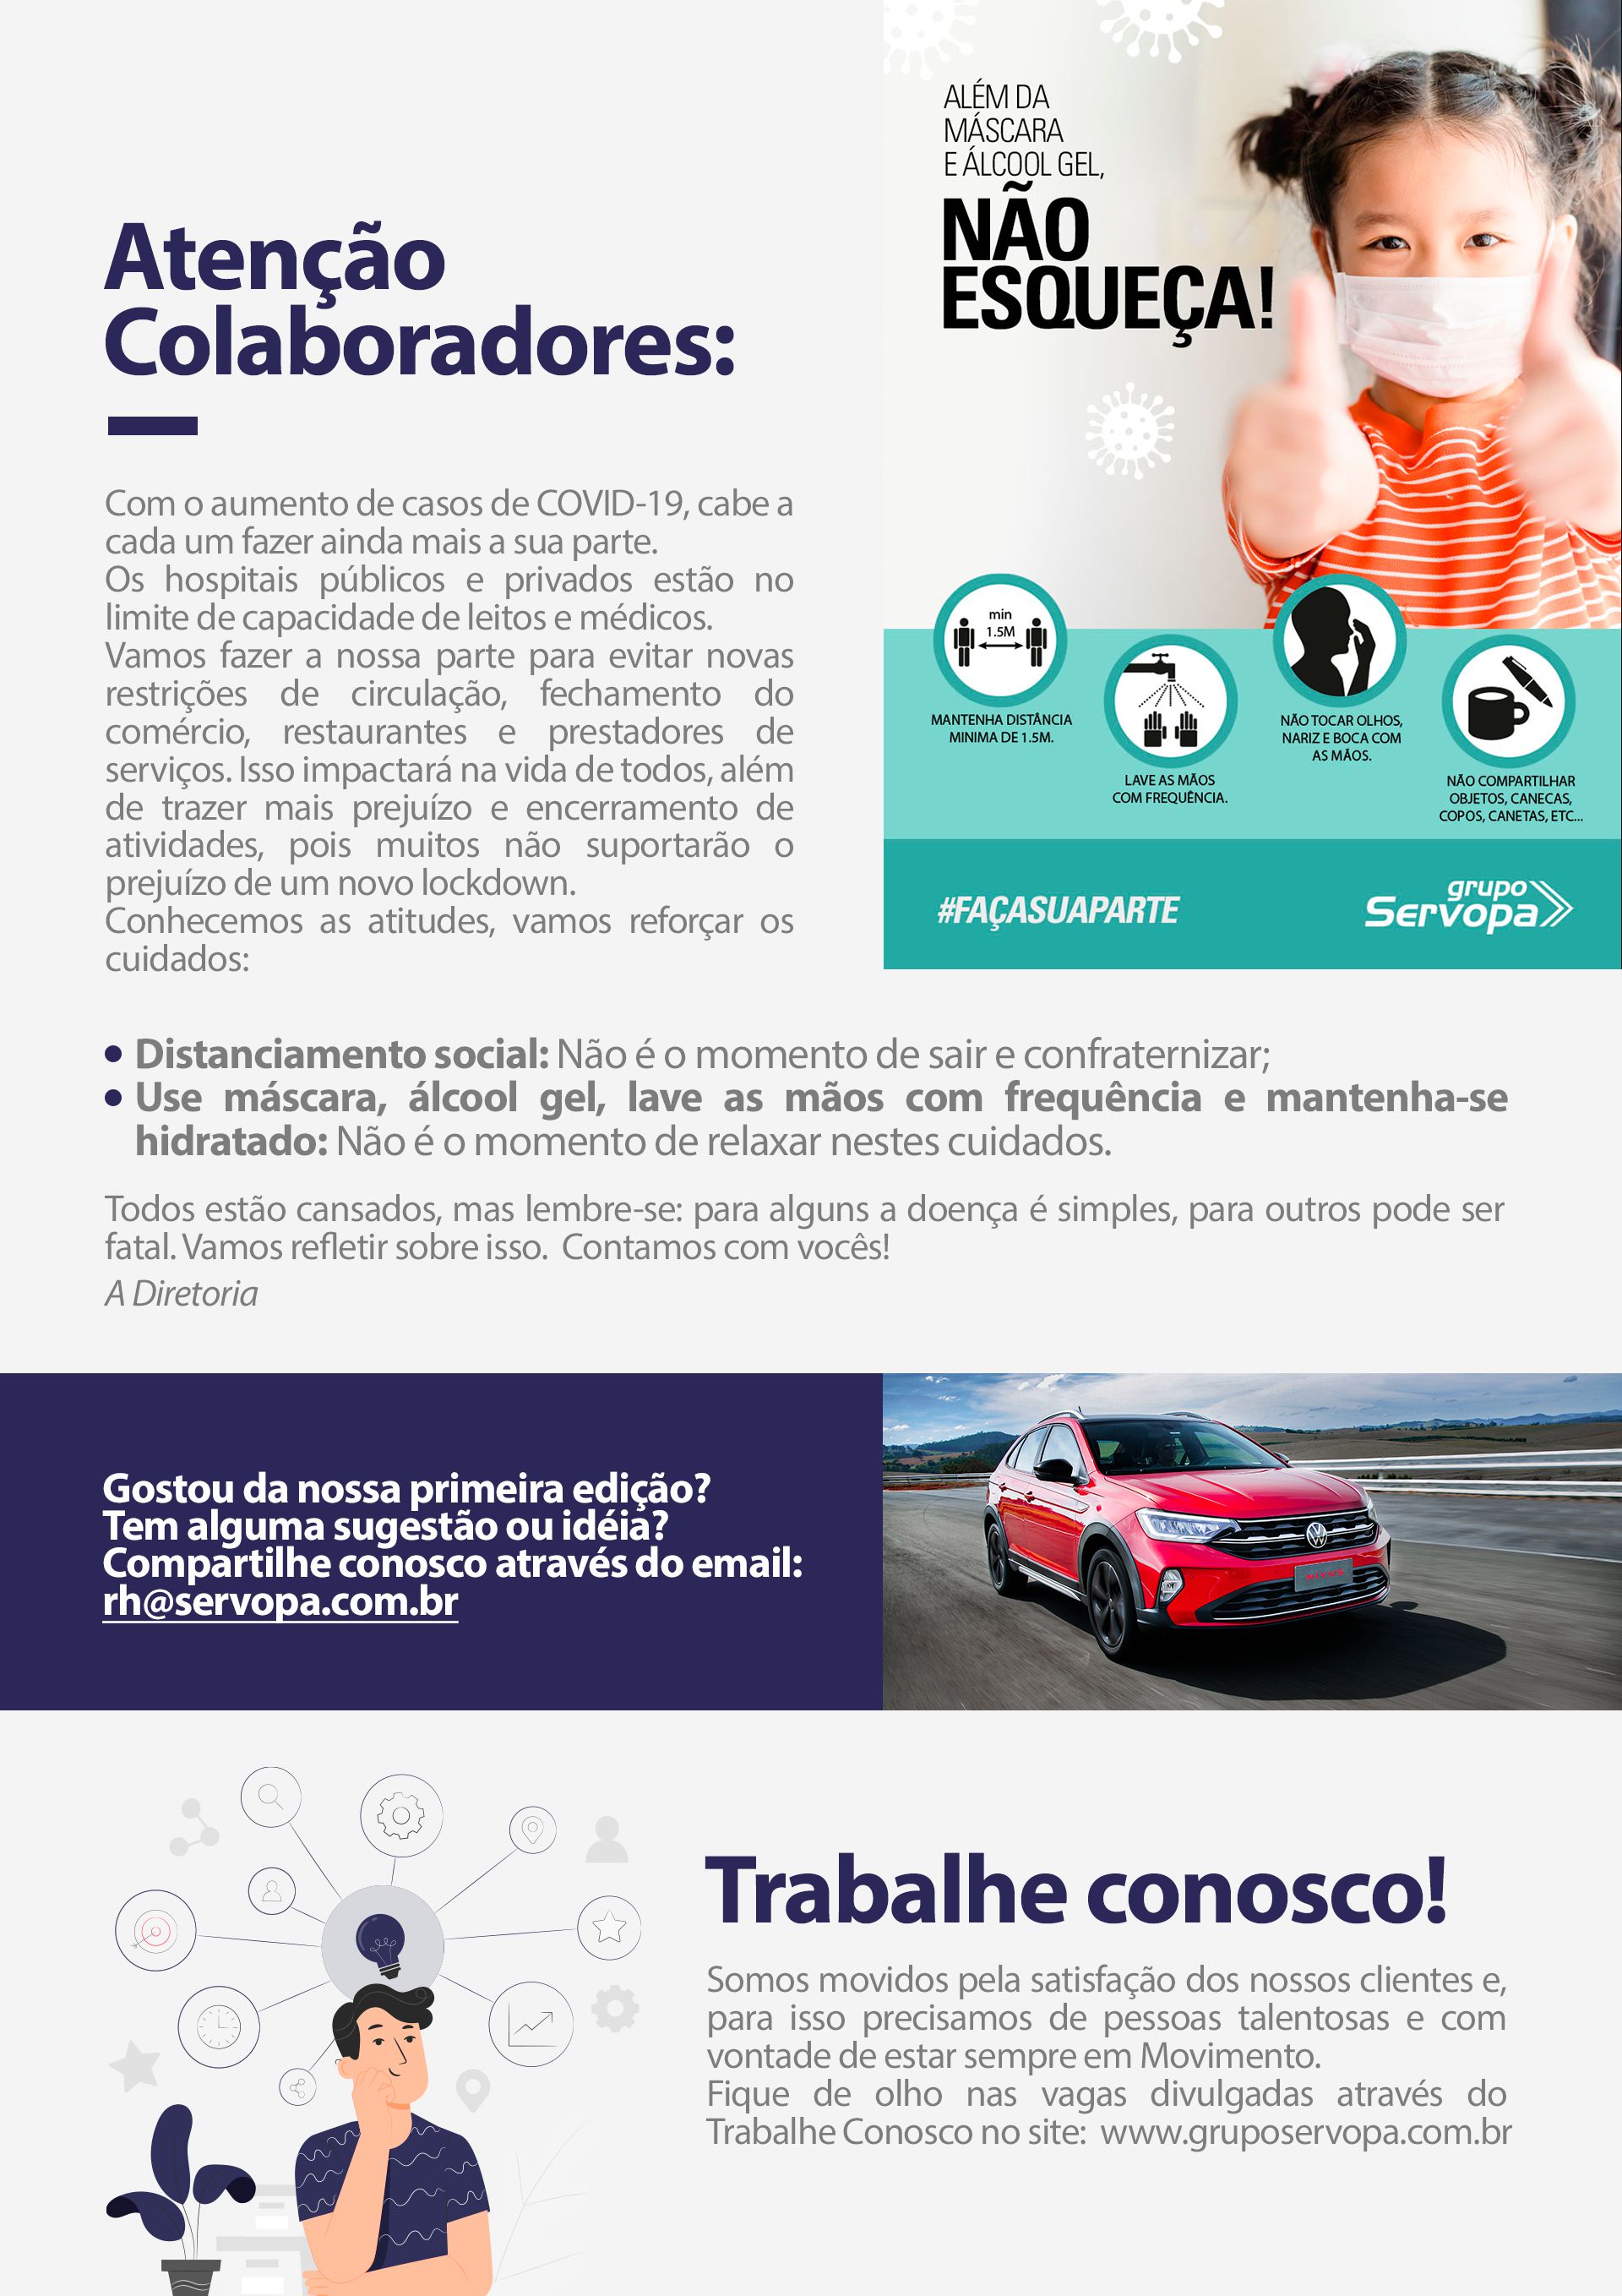 Atenção
Colaboradores:
Com o aumento de casos de COVID-19, cabe a
cada um fazer ainda mais a sua parte.
Os hospitais públicos e privados estão no
limite de capacidade de leitos e médicos.
Vamos fazer a nossa parte para evitar novas
restrições de circulação, fechamento do
comércio, restaurantes e prestadores de
serviços. Isso impactará na vida de todos, além
de trazer mais prejuízo e encerramento de
atividades, pois muitos não suportarão o
prejuízo de um novo lockdown.
Conhecemos as atitudes, vamos reforçar os
cuidados:
ALÉM DA
MÁSCARA
E ÁLCOOL GEL,
NÃO
ESQUEÇA!
min
1.5M
MANTENHA DISTÂNCIA
MINIMA DE 1.5M.
LAVE AS MÃOS
COM FREQUÊNCIA.
NÃO TOCAR OLHOS,
NARIZ E BOCA COM
AS MÃOS.
NÃO COMPARTILHAR
OBJETOS, CANECAS,
COPOS, CANETAS, ETC...
#FAÇASUAPARTE
grupo
Servopa
• Distanciamento social: Não é o momento de sair e confraternizar;
• Use máscara, álcool gel, lave as mãos com frequência e mantenha-se
hidratado: Não é o momento de relaxar nestes cuidados.
Todos estão cansados, mas lembre-se: para alguns a doença é simples, para outros pode ser
fatal. Vamos refletir sobre isso. Contamos com vocês!
A Diretoria
Gostou da nossa primeira edição?
Tem alguma sugestão ou idéia?
Compartilhe conosco através do email:
rh@servopa.com.br
Trabalhe conosco!
Somos movidos pela satisfação dos nossos clientes e,
para isso precisamos de pessoas talentosas e com
vontade de estar sempre em Movimento.
Fique de olho nas vagas divulgadas através do
Trabalhe Conosco no site: www.gruposervopa.com.br